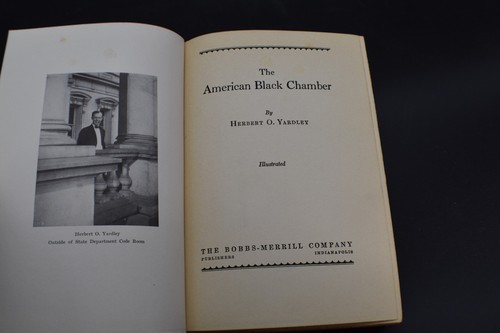 Herbert O. Yardley
Outside of State Department Code Room
The
American Black Chamber
By
HERBERT O. YARDLEY
Illustrated
THE BOBBS-MERRILL COMPANY
PUBLISHERS INDIANAPOLIS